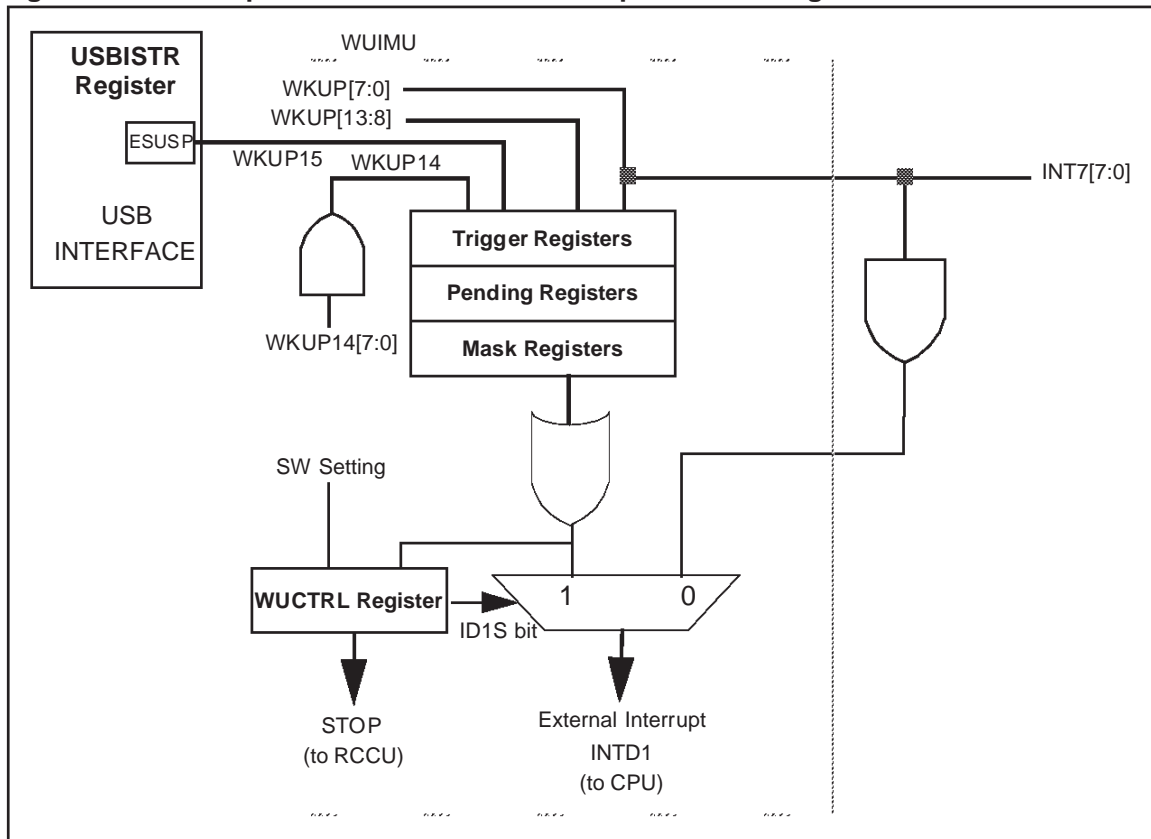 USBISTR
Register
ESUSP
USB
INTERFACE
WUIMU
WKUP[7:0]
WKUP[13:8]
WKUP15
WKUP14
INT7[7:0]
WKUP14[7:0]
Trigger Registers
Pending Registers
Mask Registers
SW Setting
WUCTRL Register
ID1S bit
1
0
STOP
(to RCCU)
External Interrupt
INTD1
(to CPU)